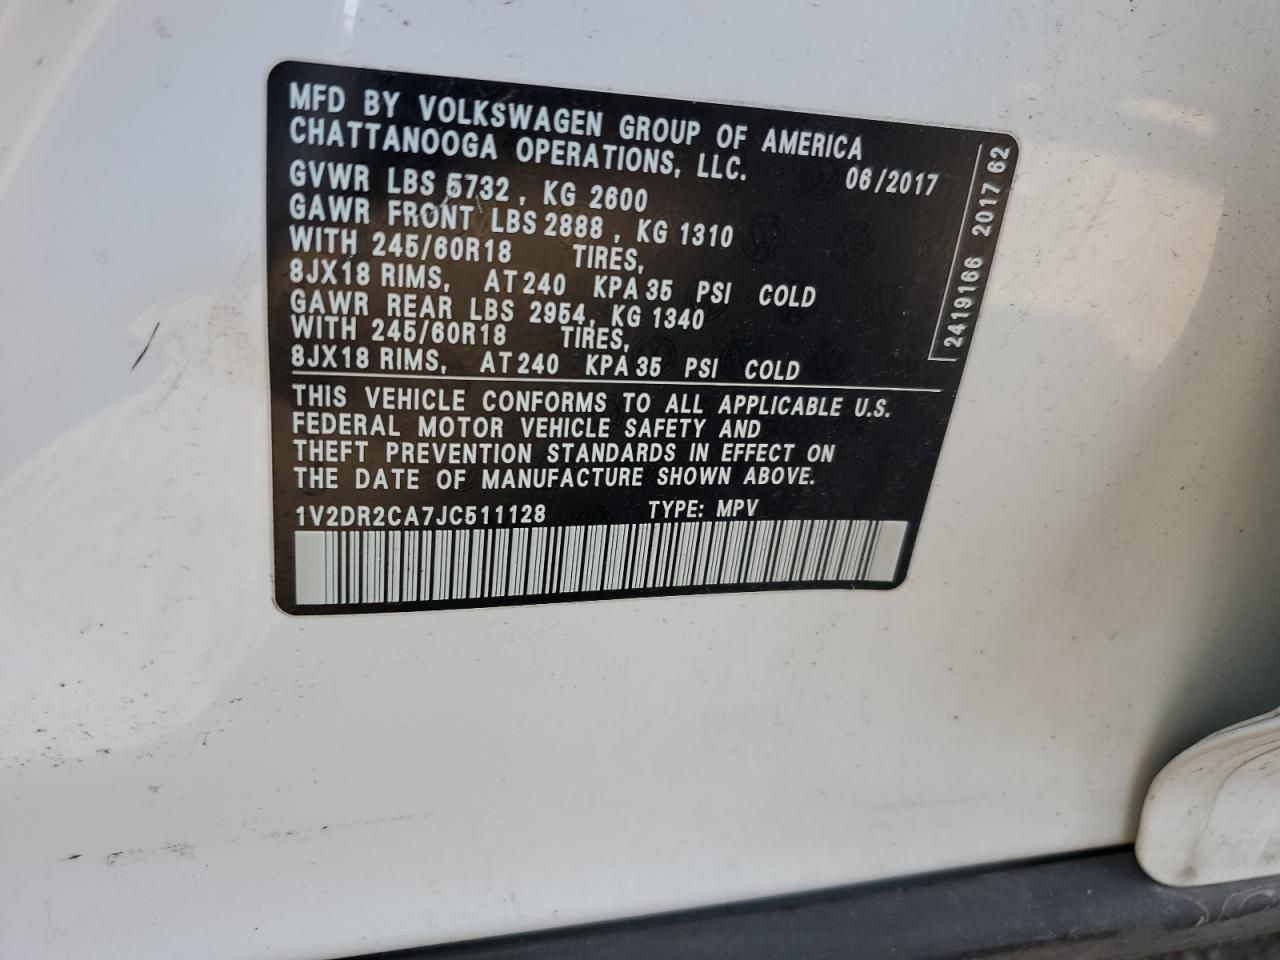 MFD BY VOLKSWAGEN GROUP OF AMERICA
CHATTANOOGA OPERATIONS, LLC.
06/2017
GVWR LBS 5732 , KG 2600
GAWR FRONT LBS 2888 , KG 1310
WITH 245/60R18 TIRES,
8JX18 RIMS, AT 240 KPA 35 PSI COLD
GAWR REAR LBS 2954, KG 1340
WITH 245/60R18 TIRES,
8JX18 RIMS, AT 240 KPA 35 PSI COLD
THIS VEHICLE CONFORMS TO ALL APPLICABLE U.S.
FEDERAL MOTOR VEHICLE SAFETY AND
THEFT PREVENTION STANDARDS IN EFFECT ON
THE DATE OF MANUFACTURE SHOWN ABOVE.
1V2DR2CA7JC511128 TYPE: MPV
2419166 2017 62